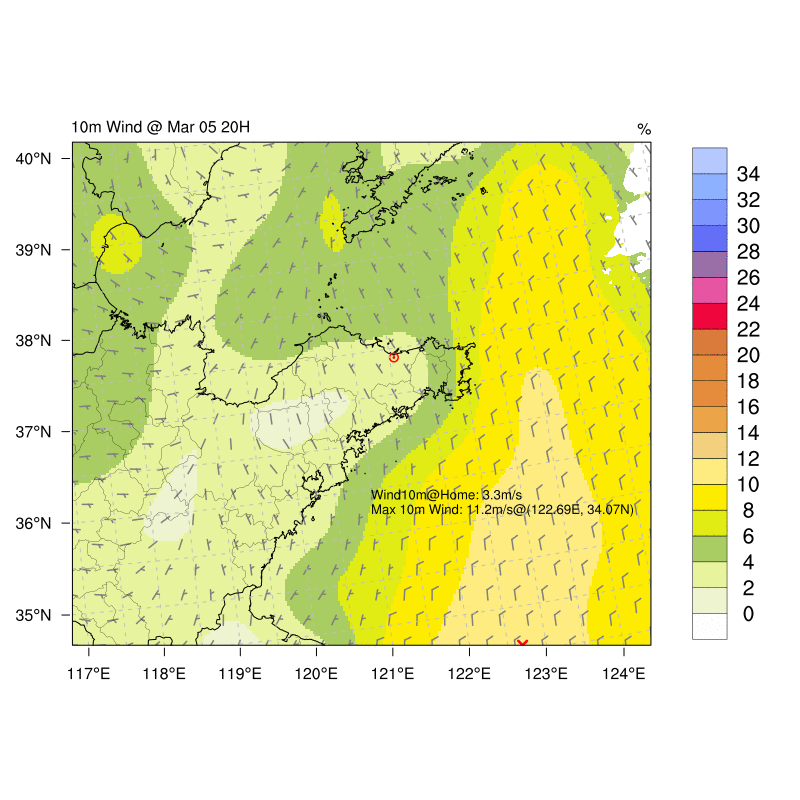 10m Wind @ Mar 05 20H
%
40°N
39°N
38°N
37°N
36°N
35°N
117°E 118°E 119°E 120°E 121°E 122°E 123°E 124°E
Wind10m@Home: 3.3m/s
Max 10m Wind: 11.2m/s@(122.69E, 34.07N)
34
32
30
28
26
24
22
20
18
16
14
12
10
8
6
4
2
0